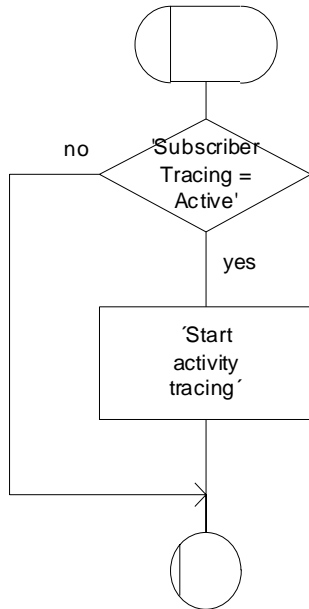 no
'Subscriber
Tracing =
Active'
yes
´Start
activity
tracing´